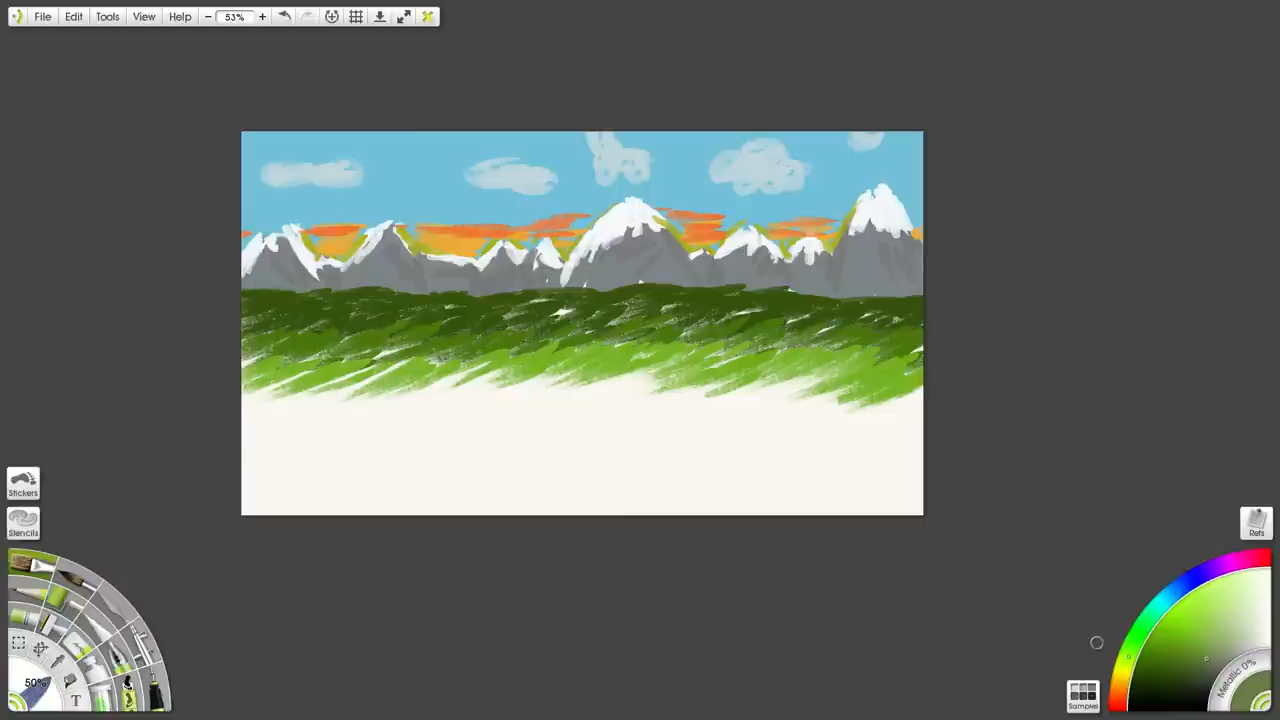 File Edit Tools View Help 53%
Stickers
Stencils
Refs
50%
T
Metallic 0%
Samples